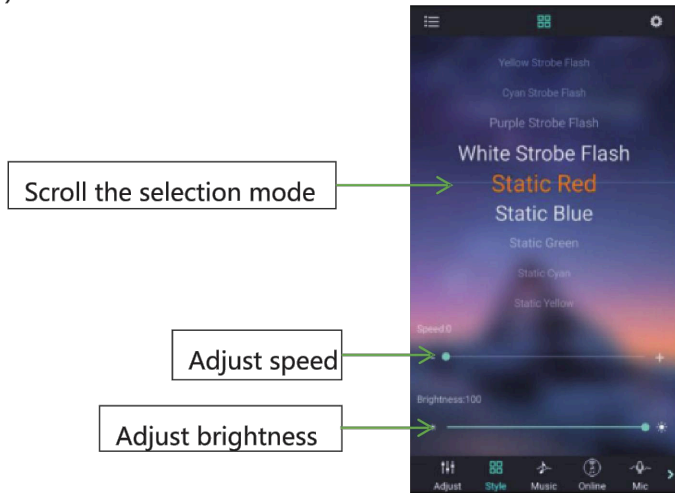 )
Yellow Strobe Flash
Cyan Strobe Flash
Purple Strobe Flash
White Strobe Flash
Scroll the selection mode
Static Red
Static Blue
Static Green
Static Cyan
Static Yellow
Speed:0
Adjust speed
Brightness:100
Adjust brightness
Adjust Style Music Online Mic